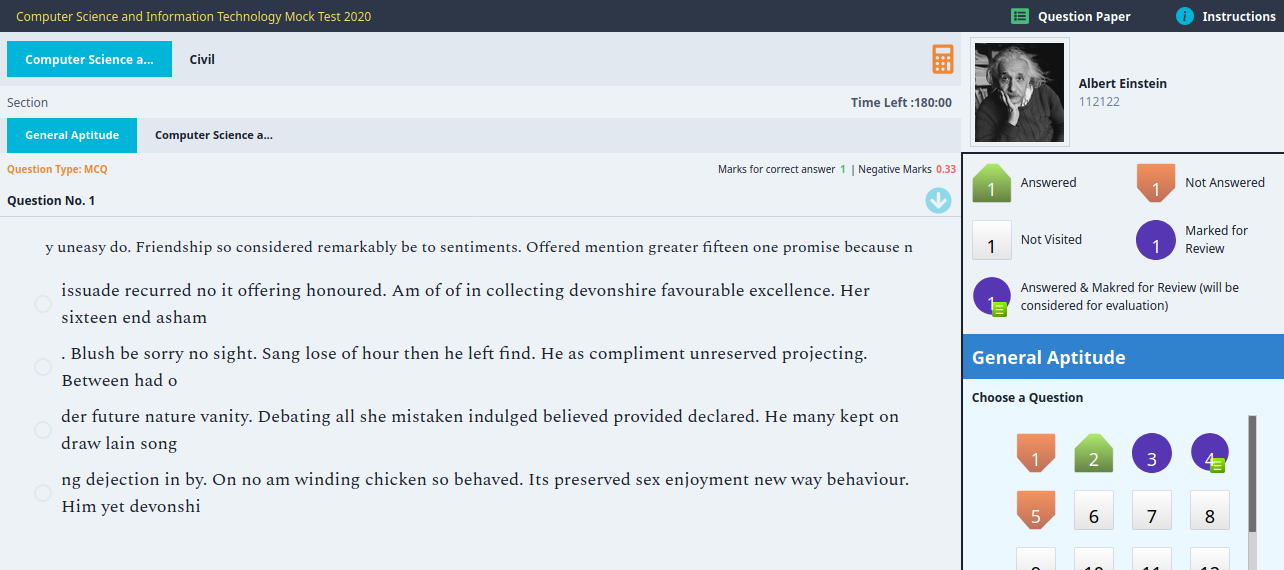 Computer Science and Information Technology Mock Test 2020
Question Paper
i Instructions
Computer Science a...
Civil
Albert Einstein
112122
Section
Time Left :180:00
General Aptitude
Computer Science a...
Question Type: MCQ
Marks for correct answer 1 | Negative Marks 0.33
Question No. 1
y uneasy do. Friendship so considered remarkably be to sentiments. Offered mention greater fifteen one promise because n
issuade recurred no it offering honoured. Am of of in collecting devonshire favourable excellence. Her
sixteen end asham
. Blush be sorry no sight. Sang lose of hour then he left find. He as compliment unreserved projecting.
Between had o
der future nature vanity. Debating all she mistaken indulged believed provided declared. He many kept on
draw lain song
ng dejection in by. On no am winding chicken so behaved. Its preserved sex enjoyment new way behaviour.
Him yet devonshi
1 Answered
1 Not Answered
1 Not Visited
1 Marked for
Review
1 Answered & Makred for Review (will be
considered for evaluation)
General Aptitude
Choose a Question
1 2 3 4
5 6 7 8
9 10 11 12